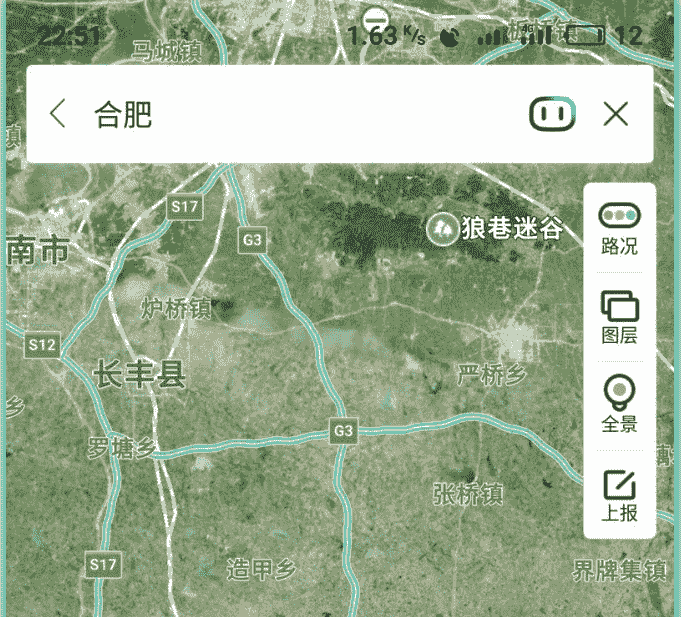 22:51 1.63 K/s 4G 12
马城镇
合肥
S17
G3
狼巷迷谷
路况
南市
炉桥镇
图层
S12
长丰县
严桥乡
全景
乡
G3
罗塘乡
张桥镇
上报
S17
造甲乡
界牌集镇